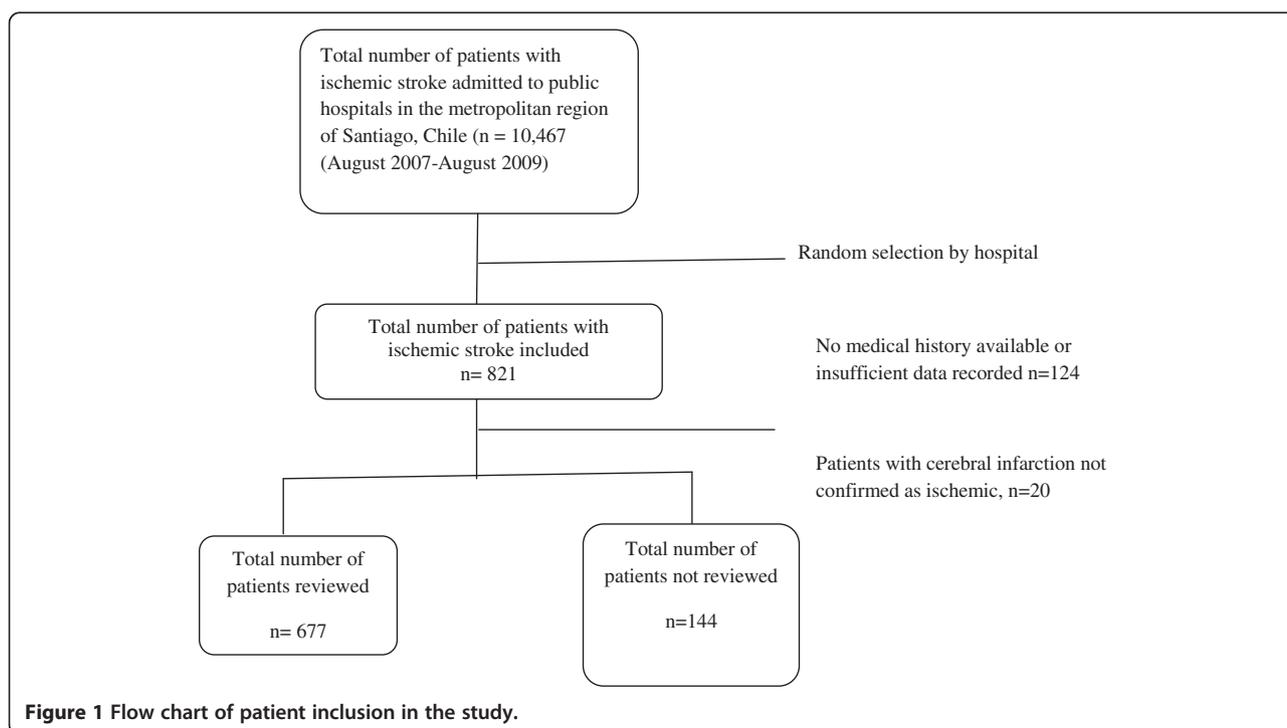 Total number of patients with
ischemic stroke admitted to public
hospitals in the metropolitan region
of Santiago, Chile (n = 10,467
(August 2007-August 2009)
Random selection by hospital
Total number of patients with
ischemic stroke included
n= 821
No medical history available or
insufficient data recorded n=124
Patients with cerebral infarction not
confirmed as ischemic, n=20
Total number of
patients reviewed
n= 677
Total number of
patients not reviewed
n=144
Figure 1 Flow chart of patient inclusion in the study.